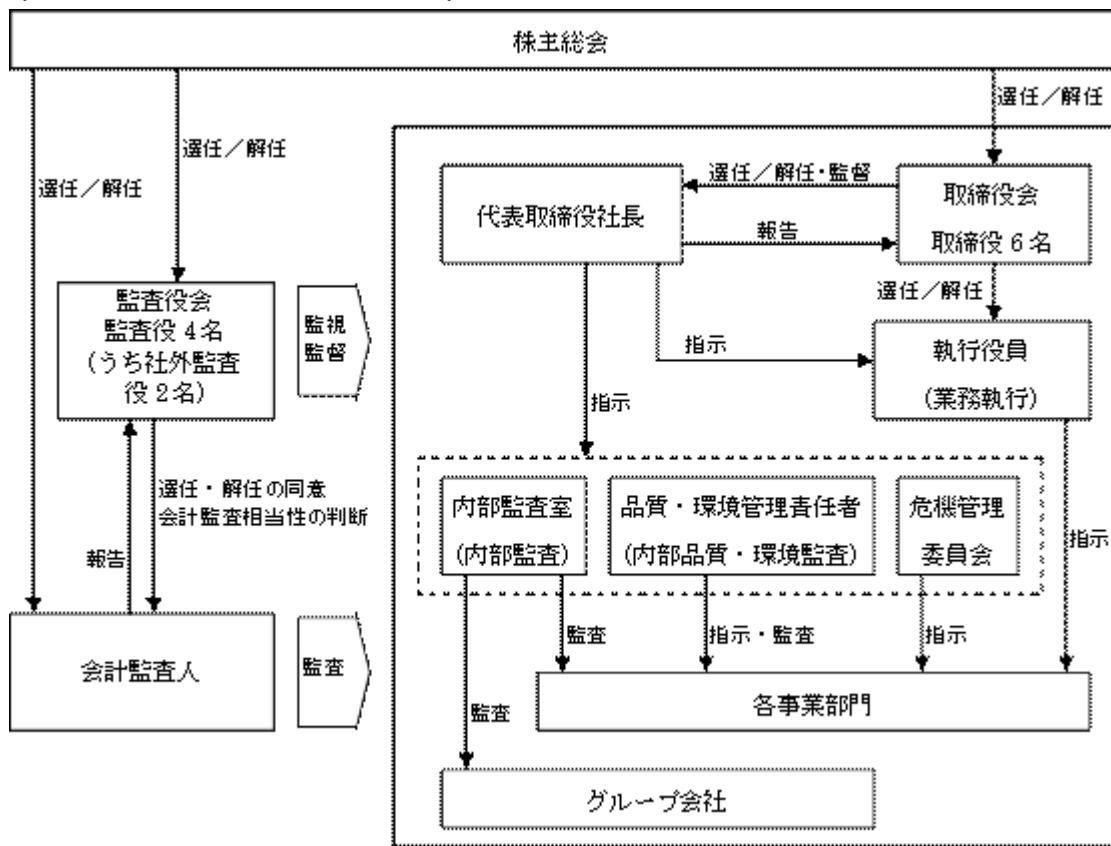 株主総会
選任／解任
選任／解任
選任／解任
代表取締役社長
選任／解任・監督
報告
取締役会
取締役6名
選任／解任
監査役会
監査役4名
(うち社外監査
役2名)
監視
監督
指示
執行役員
(業務執行)
指示
選任・解任の同意
会計監査相当性の判断
報告
内部監査室
(内部監査)
品質・環境管理責任者
(内部品質・環境監査)
危機管理
委員会
指示
会計監査人
監査
監査
指示・監査
指示
各事業部門
監査
グループ会社